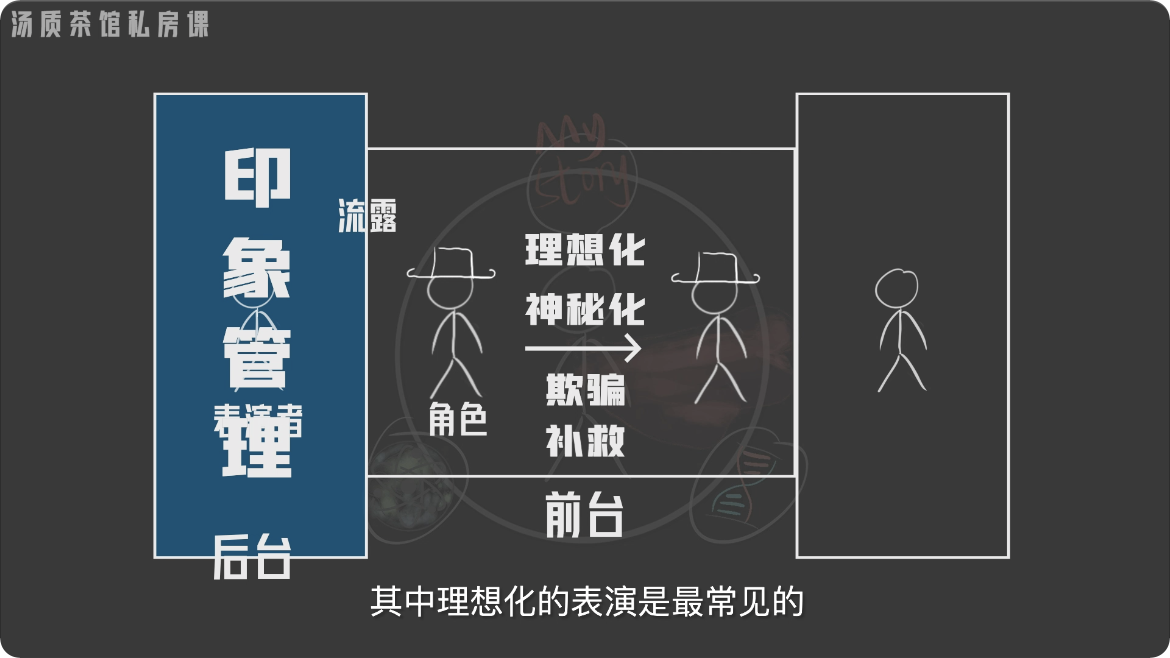 汤质茶馆私房课
My
story
印
象
管
理
流露
理想化
神秘化
欺骗
补救
表演者
角色
前台
后台
其中理想化的表演是最常见的